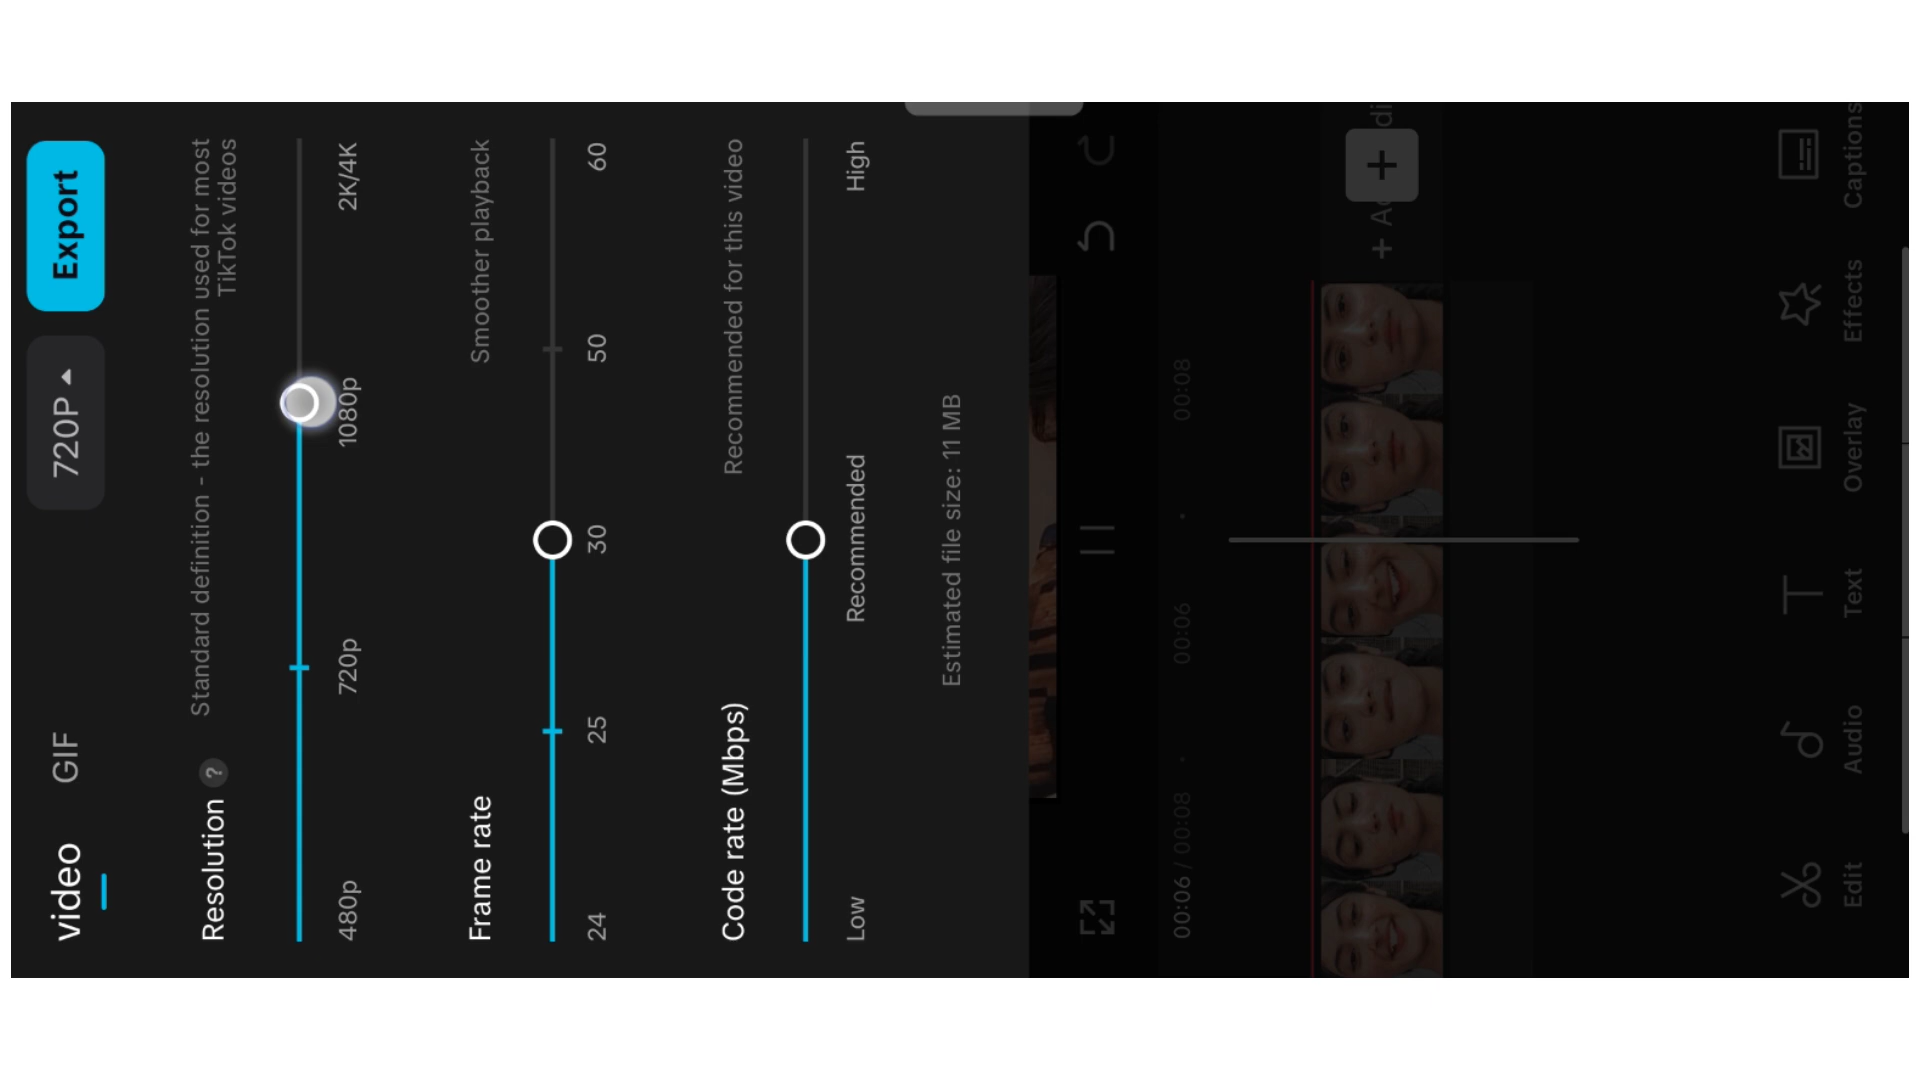 video
GIF
720P
Export
Resolution ?
Standard definition - the resolution used for most
TikTok videos
480p
720p
1080p
2K/4K
Frame rate
Smoother playback
24
25
30
50
60
Code rate (Mbps)
Recommended for this video
Low
Recommended
High
Estimated file size: 11 MB
00:06 / 00:08
00:06
00:08
Edit
Audio
Text
Overlay
Effects
Captions